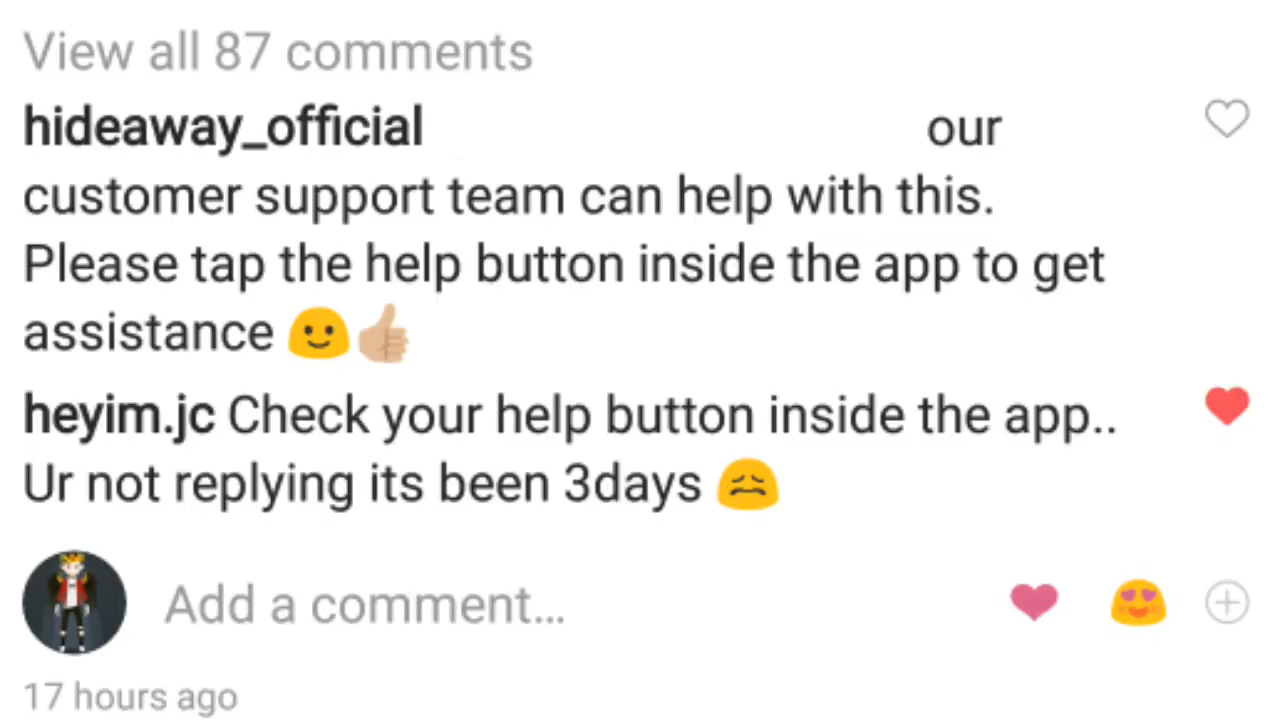 View all 87 comments
hideaway_official our
customer support team can help with this.
Please tap the help button inside the app to get
assistance 🙂👍🏼
heyim.jc Check your help button inside the app..
Ur not replying its been 3days 😖
Add a comment...
17 hours ago